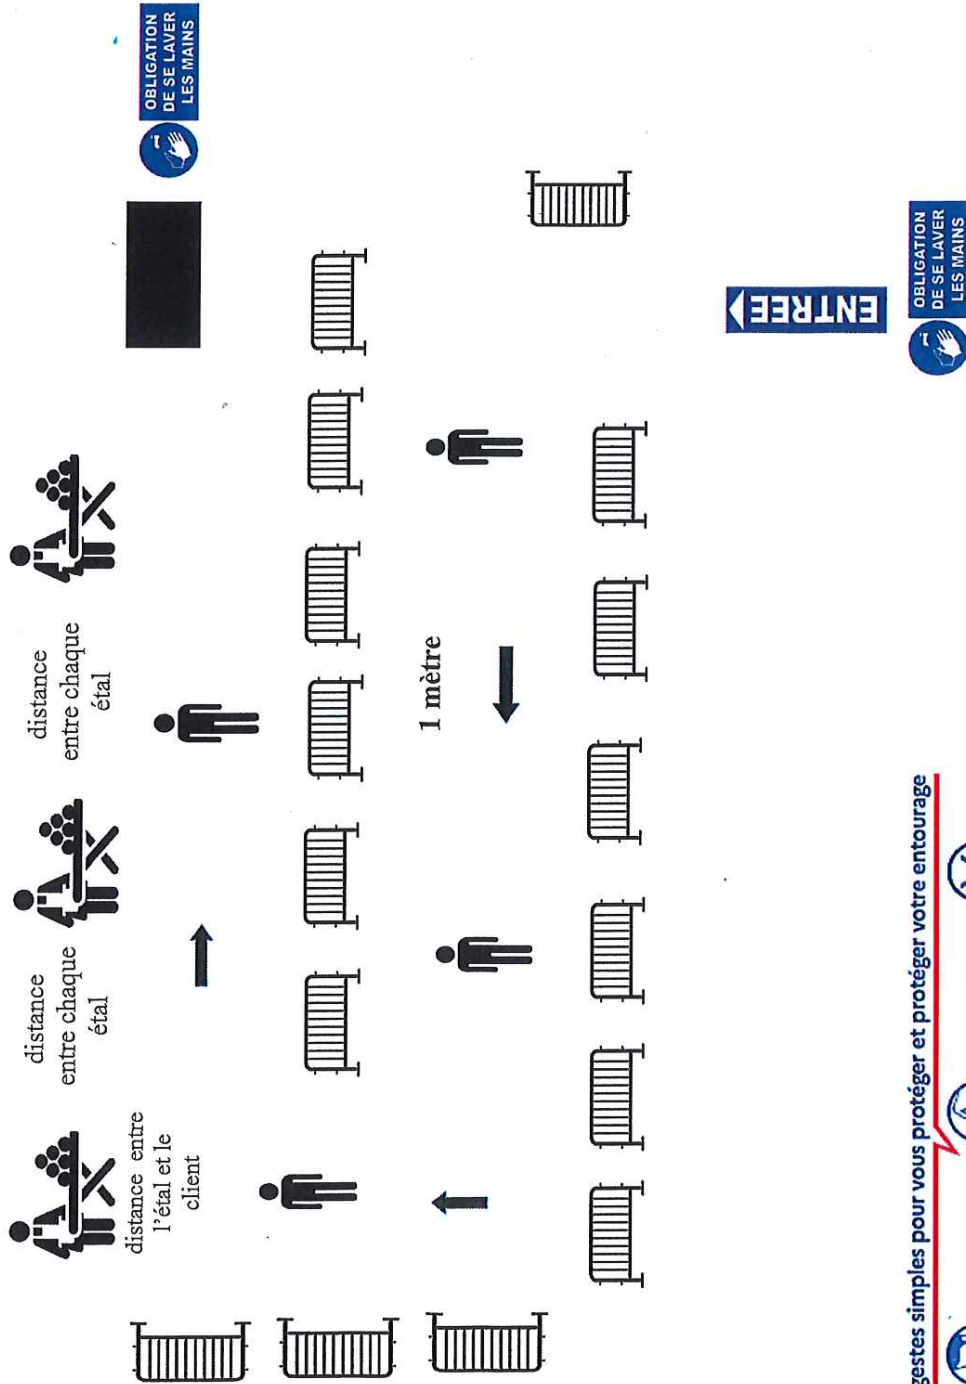 distance entre
l'étal et le
client
distance
entre chaque
étal
distance
entre chaque
étal
OBLIGATION
DE SE LAVER
LES MAINS
1 mètre
ENTREE
OBLIGATION
DE SE LAVER
LES MAINS
gestes simples pour vous protéger et protéger votre entourage